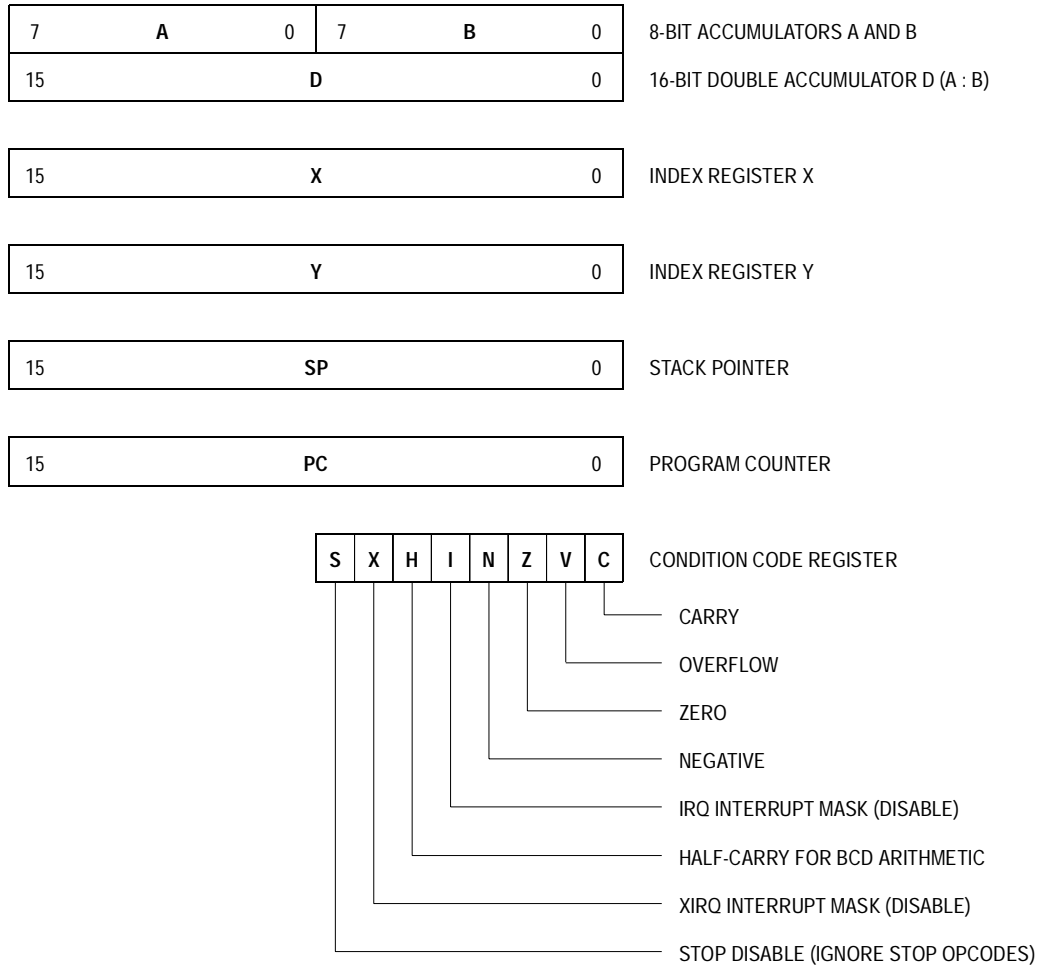 7 A 0 7 B 0 8-BIT ACCUMULATORS A AND B
15 D 0 16-BIT DOUBLE ACCUMULATOR D (A : B)
15 X 0 INDEX REGISTER X
15 Y 0 INDEX REGISTER Y
15 SP 0 STACK POINTER
15 PC 0 PROGRAM COUNTER
S X H I N Z V C CONDITION CODE REGISTER
CARRY
OVERFLOW
ZERO
NEGATIVE
IRQ INTERRUPT MASK (DISABLE)
HALF-CARRY FOR BCD ARITHMETIC
XIRQ INTERRUPT MASK (DISABLE)
STOP DISABLE (IGNORE STOP OPCODES)